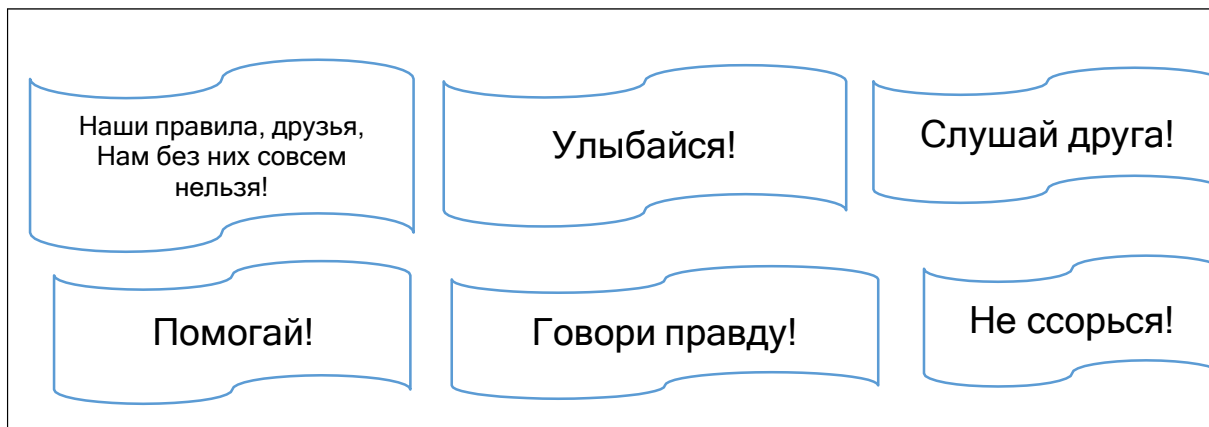 Наши правила, друзья,
Нам без них совсем
нельзя!
Улыбайся!
Слушай друга!
Помогай!
Говори правду!
Не ссорься!